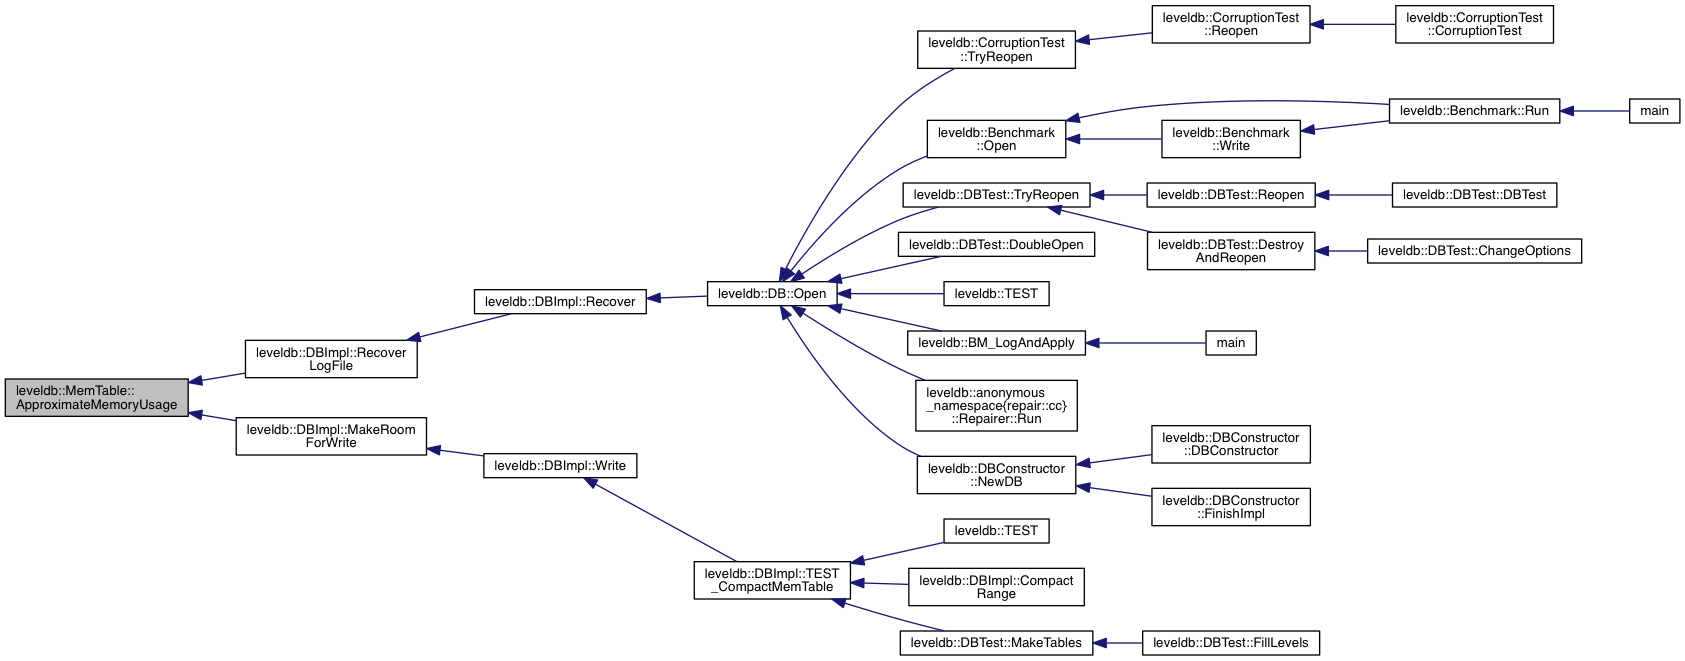 leveldb::CorruptionTest
::Reopen
leveldb::CorruptionTest
::CorruptionTest
leveldb::CorruptionTest
::TryReopen
leveldb::Benchmark::Run
main
leveldb::Benchmark
::Open
leveldb::Benchmark
::Write
leveldb::DBTest::TryReopen
leveldb::DBTest::Reopen
leveldb::DBTest::DBTest
leveldb::DBTest::DoubleOpen
leveldb::DBTest::Destroy
AndReopen
leveldb::DBTest::ChangeOptions
leveldb::DBImpl::Recover
leveldb::DB::Open
leveldb::TEST
leveldb::BM_LogAndApply
main
leveldb::DBImpl::Recover
LogFile
leveldb::MemTable::
ApproximateMemoryUsage
leveldb::anonymous
_namespace{repair::cc}
::Repairer::Run
leveldb::DBImpl::MakeRoom
ForWrite
leveldb::DBImpl::Write
leveldb::DBConstructor
::NewDB
leveldb::DBConstructor
::DBConstructor
leveldb::DBConstructor
::FinishImpl
leveldb::TEST
leveldb::DBImpl::TEST
_CompactMemTable
leveldb::DBImpl::Compact
Range
leveldb::DBTest::MakeTables
leveldb::DBTest::FillLevels